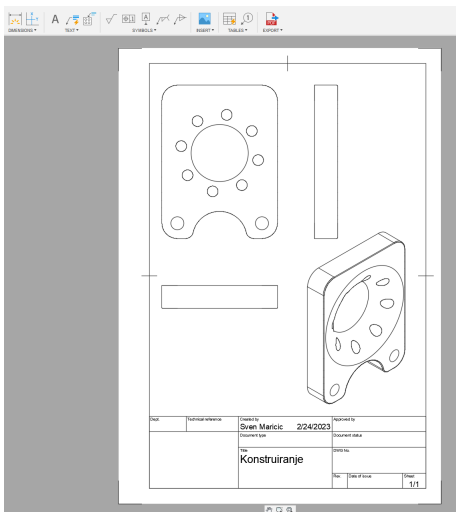 DIMENSIONS TEXT SYMBOLS INSERT TABLES EXPORT
Dept. Technical reference Created by Approved by
Sven Maricic 2/24/2023
Document type Document status
Title DWG No.
Konstruiranje
Rev. Date of issue Sheet
1/1